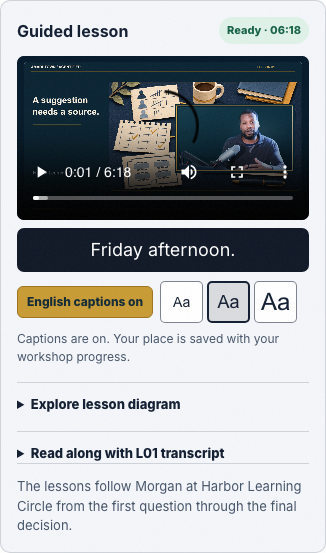 Guided lesson
Ready · 06:18
A suggestion
needs a source.
0:01 / 6:18
Friday afternoon.
English captions on
Aa
Aa
Aa
Captions are on. Your place is saved with your
workshop progress.
Explore lesson diagram
Read along with L01 transcript
The lessons follow Morgan at Harbor Learning
Circle from the first question through the final
decision.